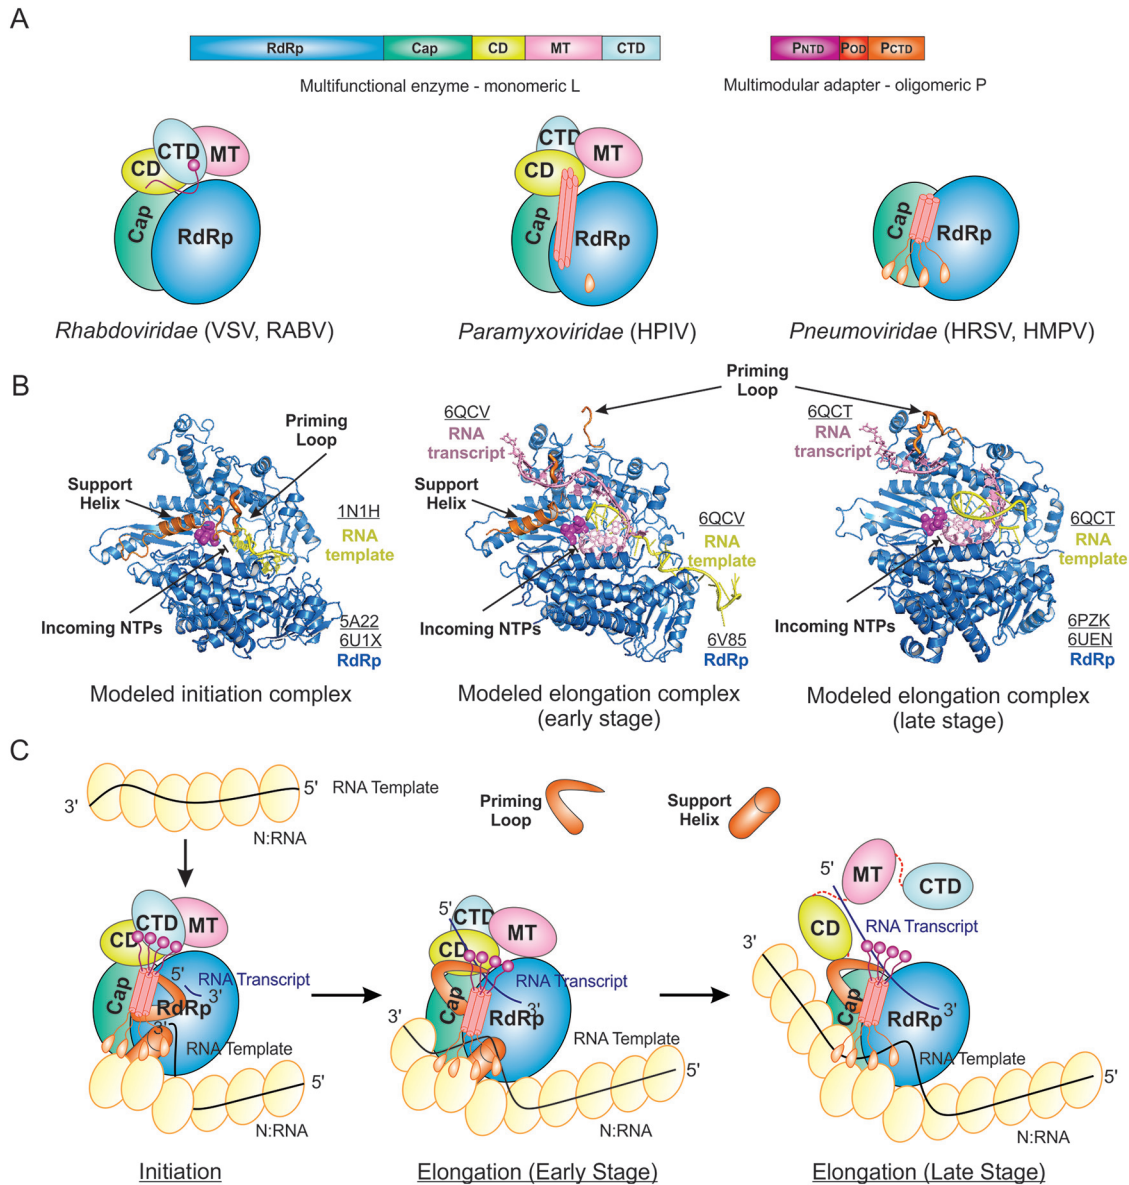 A
RdRp
Cap
CD
MT
CTD
PNTD
POD
PCTD
Multifunctional enzyme - monomeric L
Multimodular adapter - oligomeric P
CTD
MT
CD
Cap
RdRp
CTD
MT
CD
Cap
RdRp
Cap
RdRp
Rhabdoviridae (VSV, RABV)
Paramyxoviridae (HPIV)
Pneumoviridae (HRSV, HMPV)
B
Priming
Loop
Priming
Loop
Support
Helix
1N1H
RNA
template
Incoming NTPs
5A22
6U1X
RdRp
Modeled initiation complex
6QCV
RNA
transcript
Support
Helix
6QCV
RNA
template
Incoming NTPs
6V85
RdRp
Modeled elongation complex
(early stage)
6QCT
RNA
transcript
6QCT
RNA
template
Incoming NTPs
6PZK
6UEN
RdRp
Modeled elongation complex
(late stage)
C
3'
5'
RNA Template
N:RNA
Priming
Loop
Support
Helix
CTD
MT
CD
Cap
5'
RNA Transcript
3'
RdRp
3'
RNA Template
5'
N:RNA
Initiation
5'
CTD
MT
CD
RNA Transcript
Cap
3'
RdRp
RNA Template
5'
N:RNA
Elongation (Early Stage)
5'
MT
CTD
CD
RNA Transcript
3'
Cap
3'
RdRp
RNA Template
5'
N:RNA
Elongation (Late Stage)